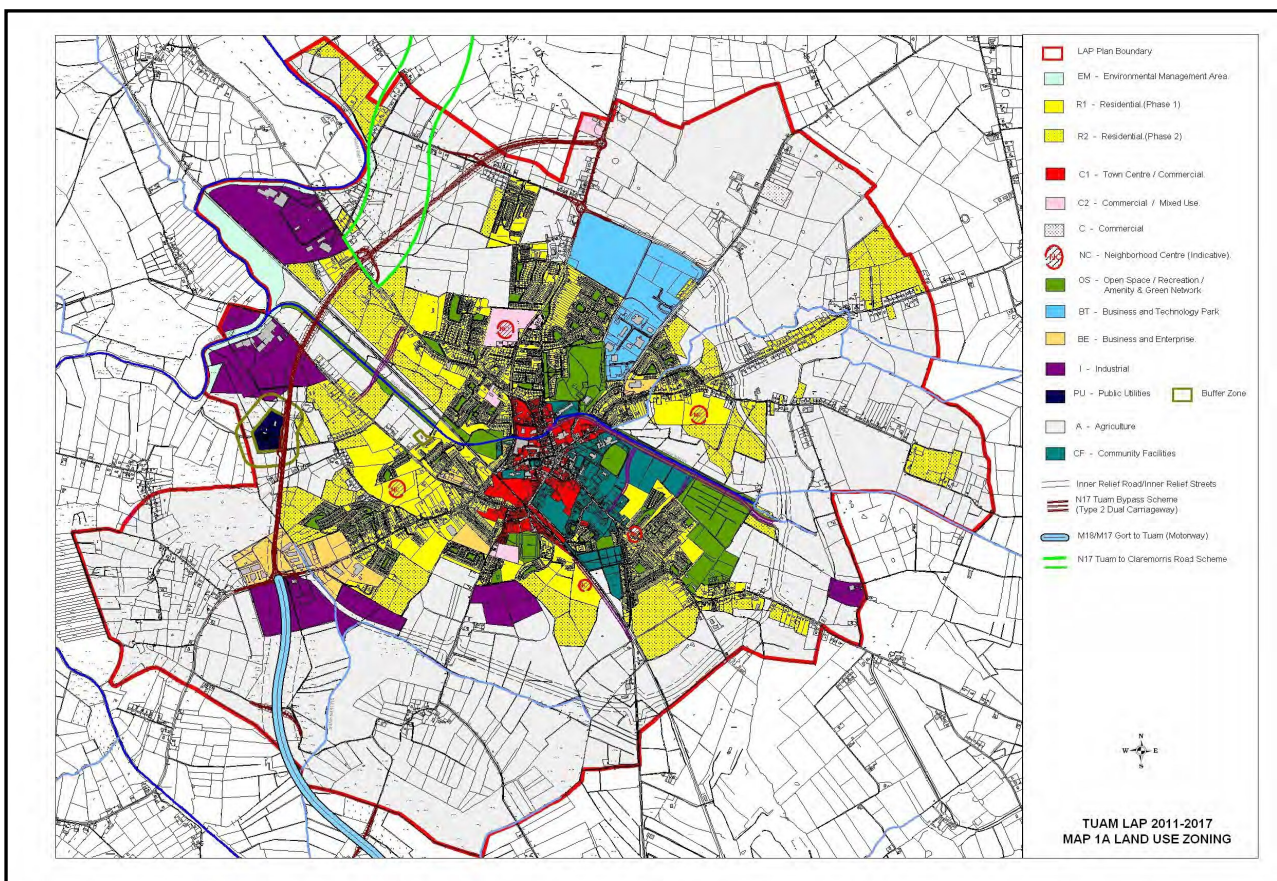 LAP Plan Boundary
EM - Environmental Management Area.
R1 - Residential.(Phase 1)
R2 - Residential.(Phase 2)
C1 - Town Centre / Commercial.
C2 - Commercial / Mixed Use.
C - Commercial
NC - Neighborhood Centre (Indicative).
OS - Open Space / Recreation /
Amenity & Green Network
BT - Business and Technology Park
BE - Business and Enterprise.
I - Industrial
PU - Public Utilities
Buffer Zone
A - Agriculture
CF - Community Facilities
Inner Relief Road/Inner Relief Streets
N17 Tuam Bypass Scheme
(Type 2 Dual Carriageway)
M18/M17 Gort to Tuam (Motorway)
N17 Tuam to Claremorris Road Scheme
N
W E
S
TUAM LAP 2011-2017
MAP 1A LAND USE ZONING